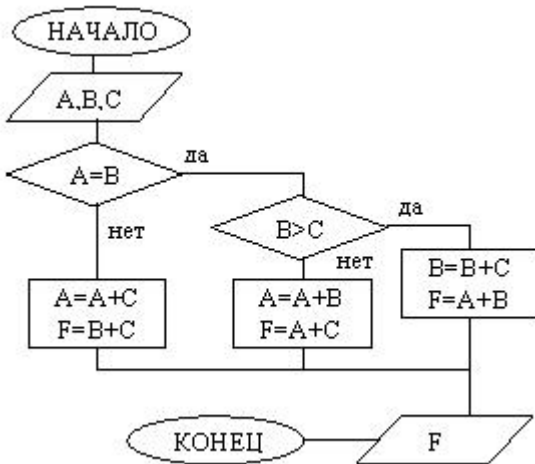 НАЧАЛО
A,B,C
A=B
да
нет
B>C
да
нет
A=A+C
F=B+C
A=A+B
F=A+C
B=B+C
F=A+B
КОНЕЦ
F